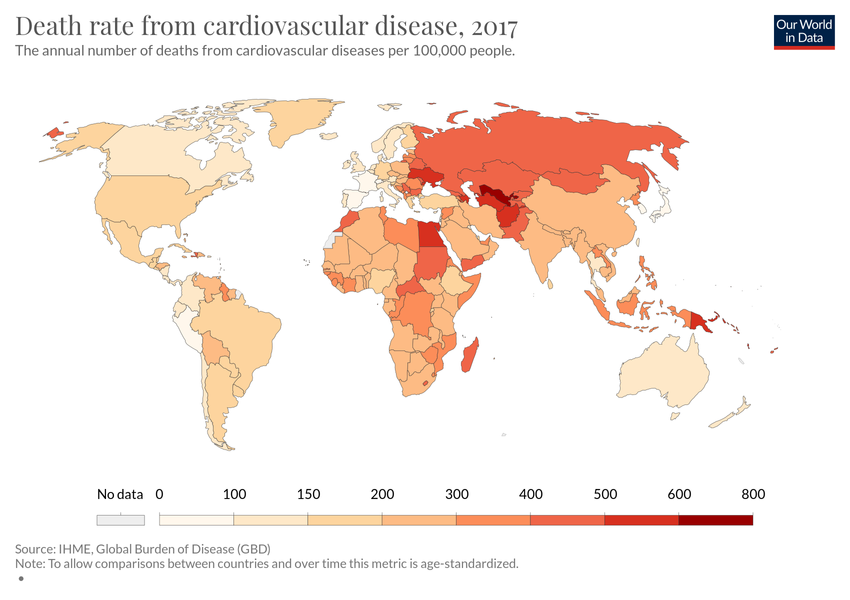 Death rate from cardiovascular disease, 2017
The annual number of deaths from cardiovascular diseases per 100,000 people.
Our World
in Data
No data 0 100 150 200 300 400 500 600 800
Source: IHME, Global Burden of Disease (GBD)
Note: To allow comparisons between countries and over time this metric is age-standardized.